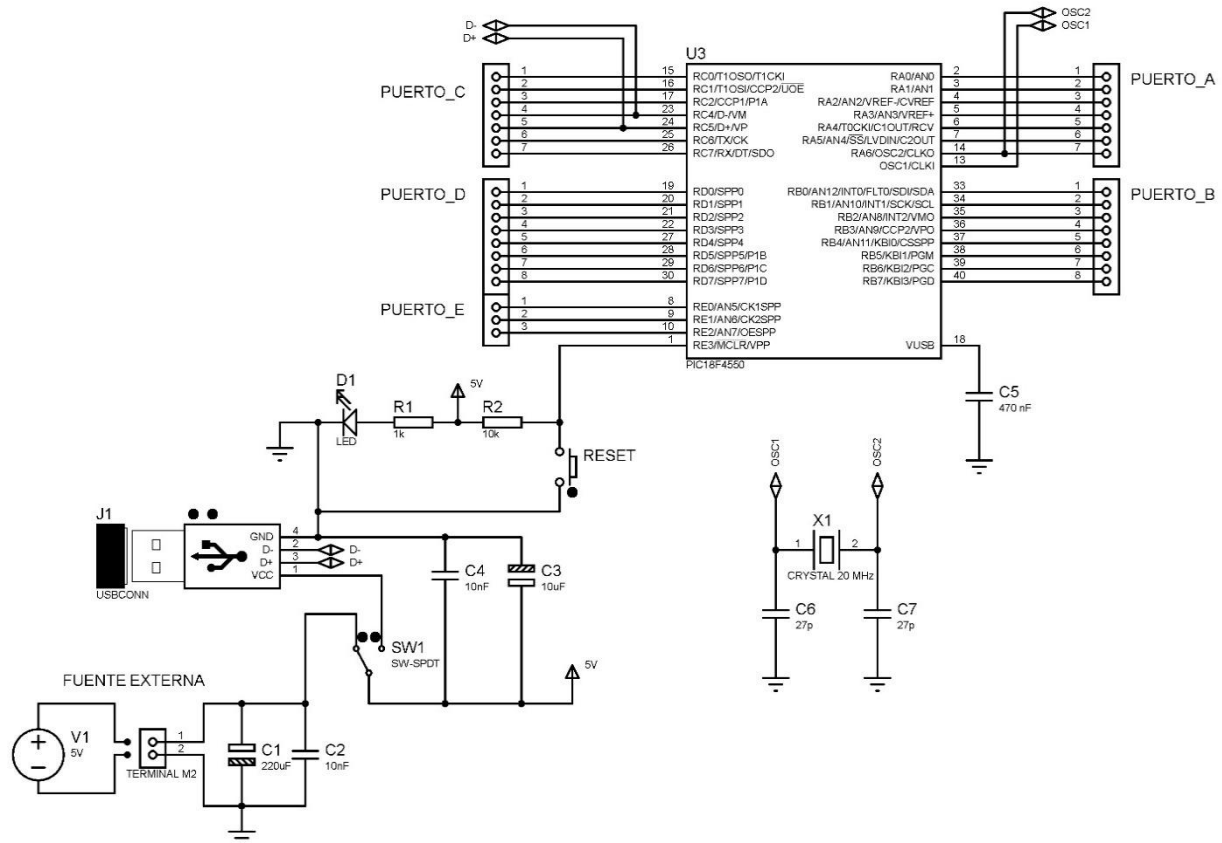 D-
D+
OSC2
OSC1
U3
PUERTO_C
1
2
3
4
5
6
7
15
16
17
23
24
25
26
RC0/T1OSO/T1CKI
RC1/T1OSI/CCP2/UOE
RC2/CCP1/P1A
RC4/D-/VM
RC5/D+/VP
RC6/TX/CK
RC7/RX/DT/SDO
RA0/AN0
RA1/AN1
RA2/AN2/VREF-/CVREF
RA3/AN3/VREF+
RA4/T0CKI/C1OUT/RCV
RA5/AN4/SS/LVDIN/C2OUT
RA6/OSC2/CLKO
OSC1/CLKI
2
3
4
5
6
7
14
13
1
2
3
4
5
6
7
PUERTO_A
PUERTO_D
1
2
3
4
5
6
7
8
19
20
21
22
27
28
29
30
RD0/SPP0
RD1/SPP1
RD2/SPP2
RD3/SPP3
RD4/SPP4
RD5/SPP5/P1B
RD6/SPP6/P1C
RD7/SPP7/P1D
RB0/AN12/INT0/FLT0/SDI/SDA
RB1/AN10/INT1/SCK/SCL
RB2/AN8/INT2/VMO
RB3/AN9/CCP2/VPO
RB4/AN11/KBI0/CSSPP
RB5/KBI1/PGM
RB6/KBI2/PGC
RB7/KBI3/PGD
33
34
35
36
37
38
39
40
1
2
3
4
5
6
7
8
PUERTO_B
PUERTO_E
1
2
3
8
9
10
1
RE0/AN5/CK1SPP
RE1/AN6/CK2SPP
RE2/AN7/OESPP
RE3/MCLR/VPP
VUSB
18
PIC18F4550
C5
470 nF
D1
LED
R1
1k
5V
R2
10k
RESET
J1
USBCONN
GND
D-
D+
VCC
4
2
3
1
D-
D+
C4
10nF
C3
10uF
OSC1
OSC2
X1
1
2
CRYSTAL 20 MHz
C6
27p
C7
27p
SW1
SW-SPDT
5V
FUENTE EXTERNA
V1
5V
1
2
TERMINAL M2
C1
220uF
C2
10nF